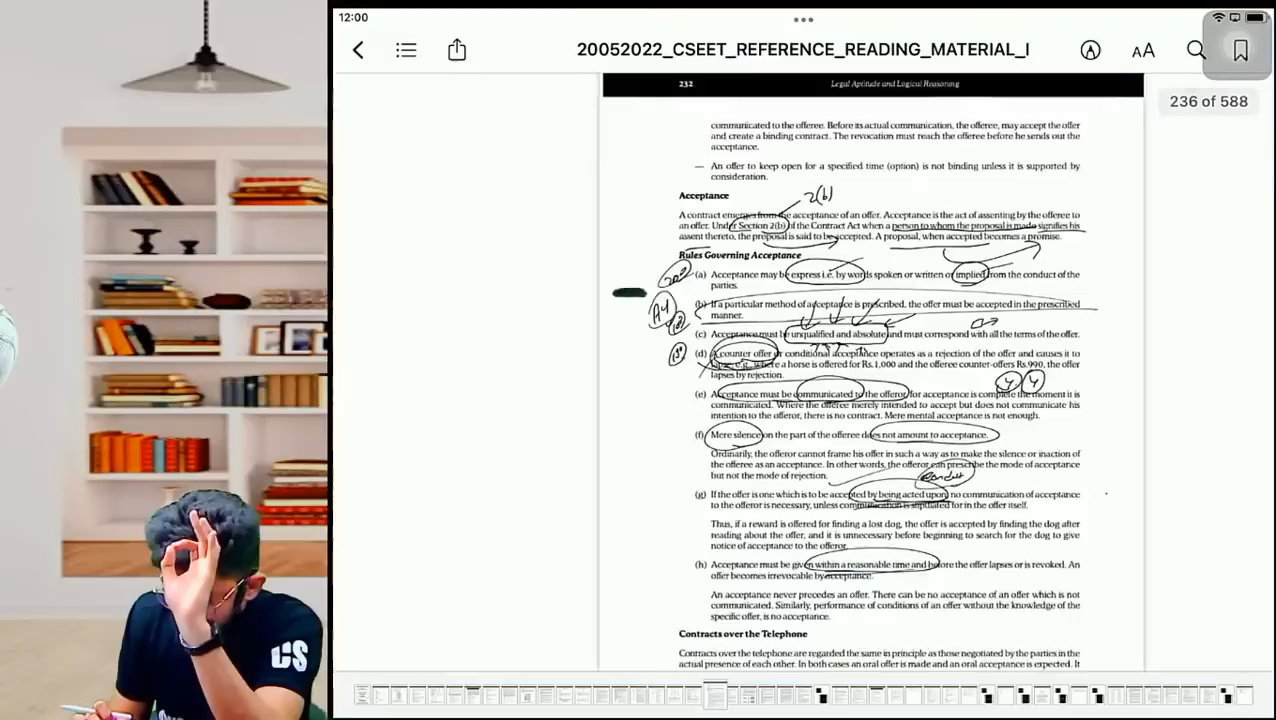 12:00
20052022_CSEET_REFERENCE_READING_MATERIAL_I
AA
236 of 588
232
Legal Aptitude and Logical Reasoning
communicated to the offeree. Before its actual communication, the offeree, may accept the offer
and create a binding contract. The revocation must reach the offeree before he sends out the
acceptance.
— An offer to keep open for a specified time (option) is not binding unless it is supported by
consideration.
2(b)
Acceptance
A contract emerges from the acceptance of an offer. Acceptance is the act of assenting by the offeree to
an offer. Under Section 2(b) of the Contract Act when a person to whom the proposal is made signifies his
assent thereto, the proposal is said to be accepted. A proposal, when accepted becomes a promise.
Rules Governing Acceptance
(a) Acceptance may be express i.e. by words spoken or written or implied from the conduct of the
parties.
(b) If a particular method of acceptance is prescribed, the offer must be accepted in the prescribed
manner.
(c) Acceptance must be unqualified and absolute and must correspond with all the terms of the offer.
(d) A counter offer or conditional acceptance operates as a rejection of the offer and causes it to
lapse, e.g., where a horse is offered for Rs.1,000 and the offeree counter-offers Rs.990, the offer
lapses by rejection.
(e) Acceptance must be communicated to the offeror for acceptance is complete the moment it is
communicated. Where the offeree merely intended to accept but does not communicate his
intention to the offeror, there is no contract. Mere mental acceptance is not enough.
(f) Mere silence on the part of the offeree does not amount to acceptance.
Ordinarily, the offeror cannot frame his offer in such a way as to make the silence or inaction of
the offeree as an acceptance. In other words, the offeror can prescribe the mode of acceptance
but not the mode of rejection.
conduct
(g) If the offer is one which is to be accepted by being acted upon, no communication of acceptance
to the offeror is necessary, unless communication is stipulated for in the offer itself.
Thus, if a reward is offered for finding a lost dog, the offer is accepted by finding the dog after
reading about the offer, and it is unnecessary before beginning to search for the dog to give
notice of acceptance to the offeror.
(h) Acceptance must be given within a reasonable time and before the offer lapses or is revoked. An
offer becomes irrevocable by acceptance.
An acceptance never precedes an offer. There can be no acceptance of an offer which is not
communicated. Similarly, performance of conditions of an offer without the knowledge of the
specific offer, is no acceptance.
Contracts over the Telephone
Contracts over the telephone are regarded the same in principle as those negotiated by the parties in the
actual presence of each other. In both cases an oral offer is made and an oral acceptance is expected. It